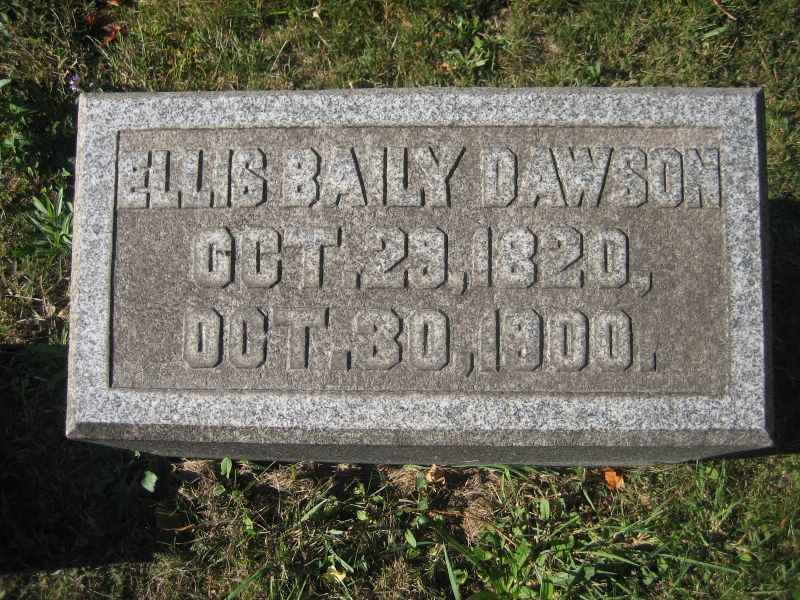 ELLIS BAILY DAWSON
OCT. 28, 1820,
OCT. 30, 1900.